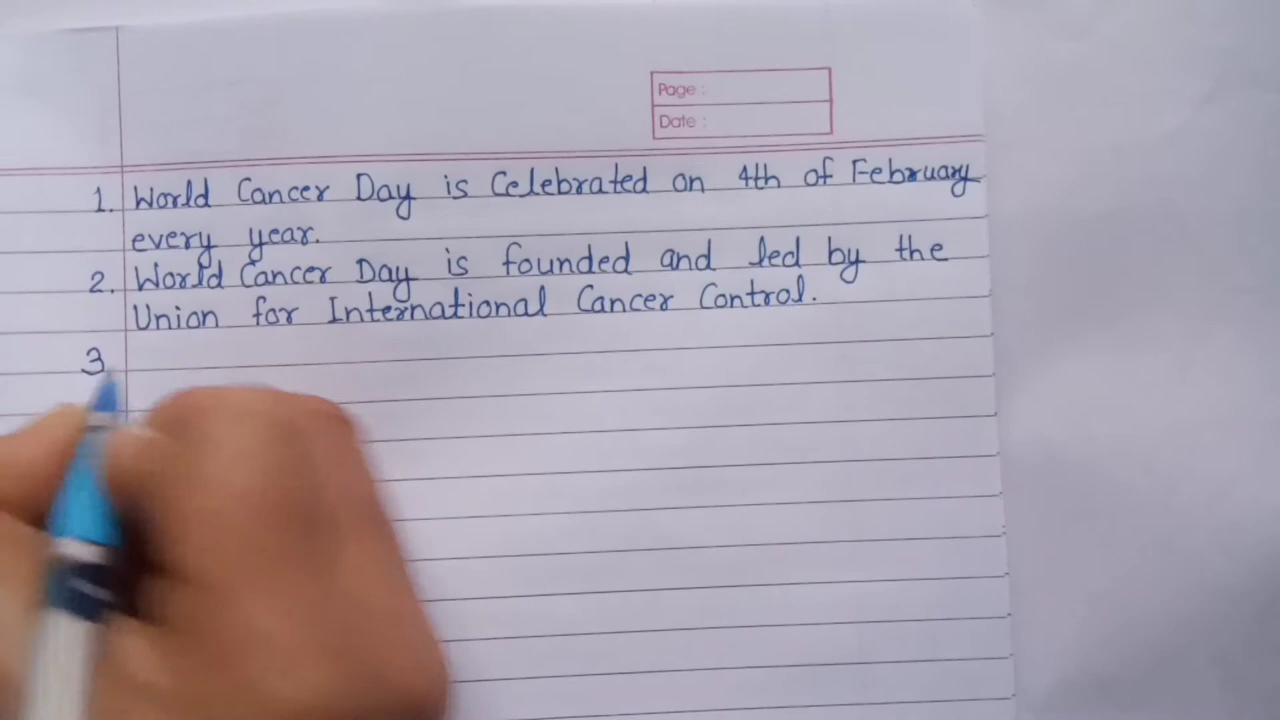 Page :
Date :
1. World Cancer Day is Celebrated on 4th of February
every year.
2. World Cancer Day is founded and led by the
Union for International Cancer Control.
3